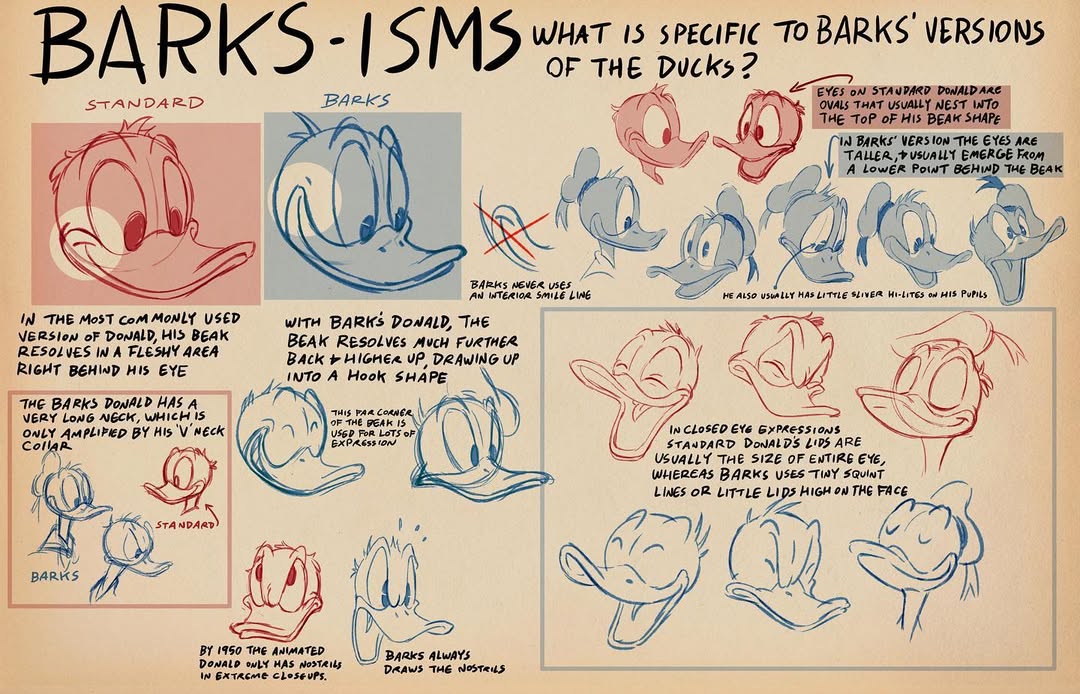 BARKS-ISMS
WHAT IS SPECIFIC TO BARKS' VERSIONS
OF THE DUCKS?
STANDARD
BARKS
EYES ON STANDARD DONALD ARE
OVALS THAT USUALLY NEST INTO
THE TOP OF HIS BEAK SHAPE
IN BARKS' VERSION THE EYES ARE
TALLER, + USUALLY EMERGE FROM
A LOWER POINT BEHIND THE BEAK
BARKS NEVER USES
AN INTERIOR SMILE LINE
HE ALSO USUALLY HAS LITTLE SLIVER HI-LITES ON HIS PUPILS
IN THE MOST COMMONLY USED
VERSION OF DONALD, HIS BEAK
RESOLVES IN A FLESHY AREA
RIGHT BEHIND HIS EYE
WITH BARK'S DONALD, THE
BEAK RESOLVES MUCH FURTHER
BACK + HIGHER UP, DRAWING UP
INTO A HOOK SHAPE
THE BARKS DONALD HAS A
VERY LONG NECK, WHICH IS
ONLY AMPLIFIED BY HIS 'V' NECK
COLLAR
STANDARD
BARKS
THIS FAR CORNER
OF THE BEAK IS
USED FOR LOTS OF
EXPRESSION
IN CLOSED EYE EXPRESSIONS
STANDARD DONALD'S LIDS ARE
USUALLY THE SIZE OF ENTIRE EYE,
WHEREAS BARKS USES TINY SQUINT
LINES OR LITTLE LIDS HIGH ON THE FACE
BY 1950 THE ANIMATED
DONALD ONLY HAS NOSTRILS
IN EXTREME CLOSEUPS.
BARKS ALWAYS
DRAWS THE NOSTRILS